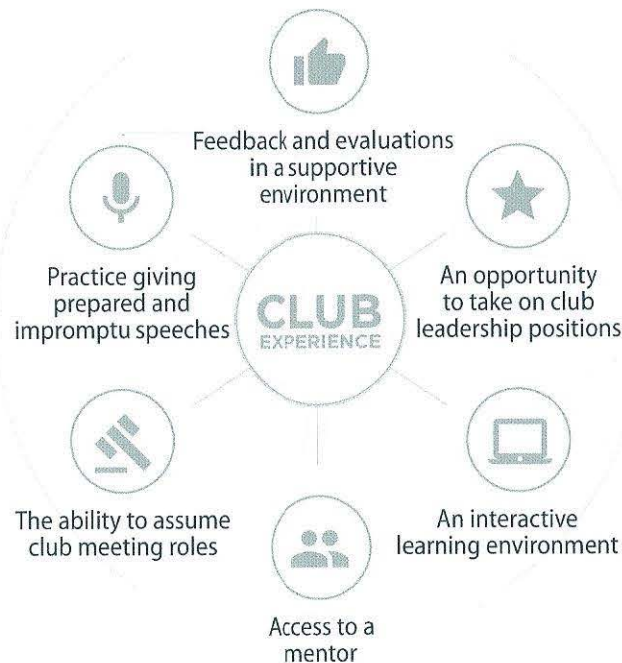 Feedback and evaluations
in a supportive
environment
Practice giving
prepared and
impromptu speeches
An opportunity
to take on club
leadership positions
CLUB
EXPERIENCE
The ability to assume
club meeting roles
An interactive
learning environment
Access to a
mentor